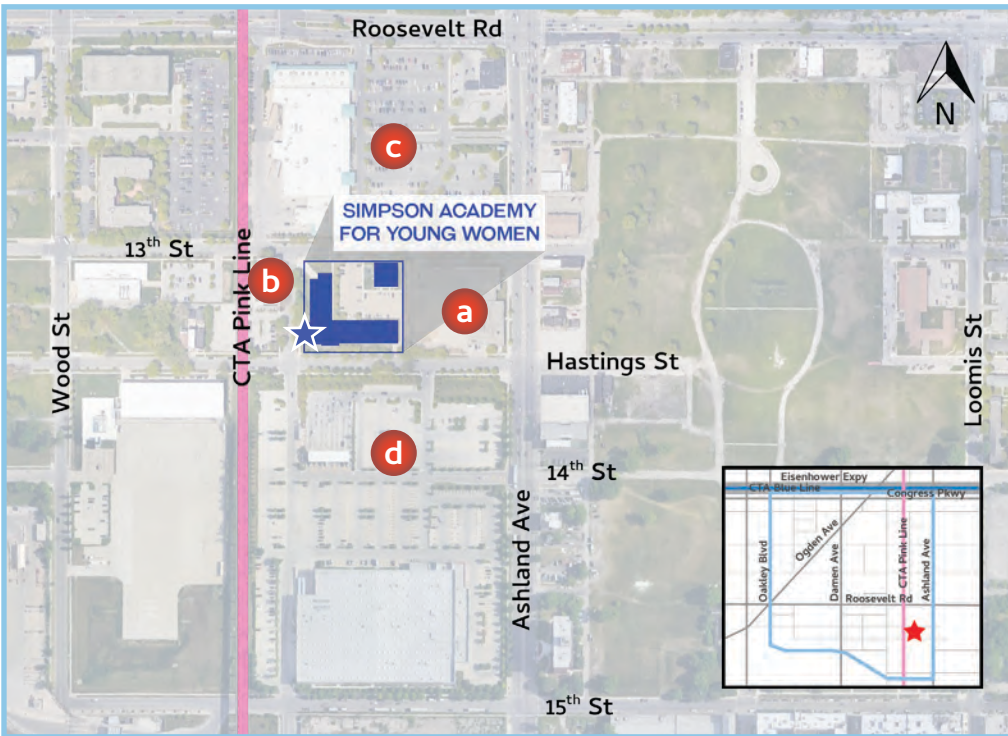 Roosevelt Rd
N
c
SIMPSON ACADEMY
FOR YOUNG WOMEN
13th St
b
a
CTA Pink Line
Wood St
Hastings St
Loomis St
d
14th St
Ashland Ave
15th St
Eisenhower Expy
CTA Blue Line
Congress Pkwy
Ogden Ave
Oakley Blvd
Damen Ave
CTA Pink Line
Ashland Ave
Roosevelt Rd